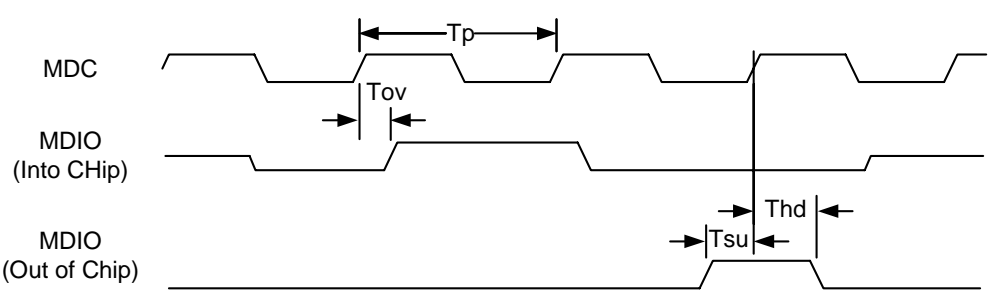 Tp
MDC
Tov
MDIO
(Into CHip)
Thd
Tsu
MDIO
(Out of Chip)